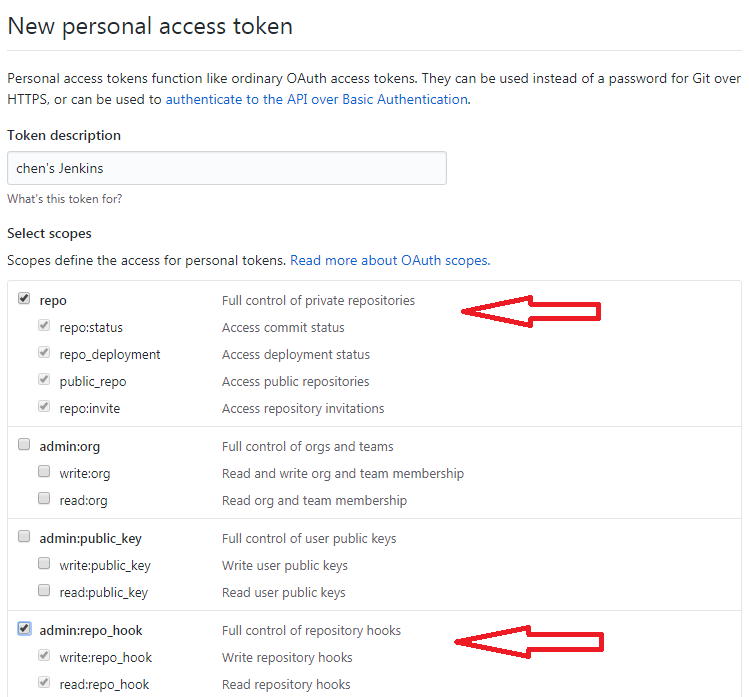 New personal access token
Personal access tokens function like ordinary OAuth access tokens. They can be used instead of a password for Git over
HTTPS, or can be used to authenticate to the API over Basic Authentication.
Token description
chen's Jenkins
What's this token for?
Select scopes
Scopes define the access for personal tokens. Read more about OAuth scopes.
repo Full control of private repositories
repo:status Access commit status
repo_deployment Access deployment status
public_repo Access public repositories
repo:invite Access repository invitations
admin:org Full control of orgs and teams
write:org Read and write org and team membership
read:org Read org and team membership
admin:public_key Full control of user public keys
write:public_key Write user public keys
read:public_key Read user public keys
admin:repo_hook Full control of repository hooks
write:repo_hook Write repository hooks
read:repo_hook Read repository hooks